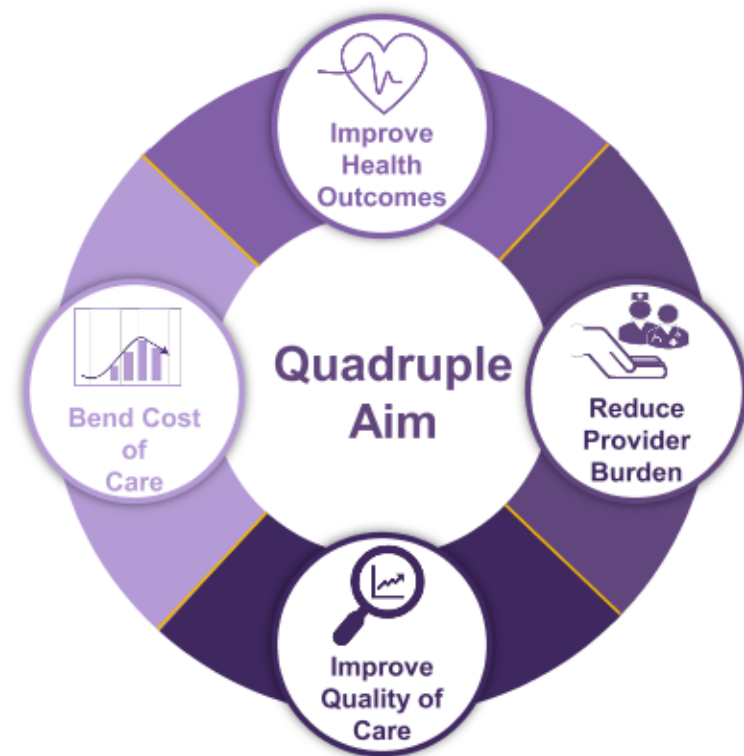 Improve
Health
Outcomes
Quadruple
Aim
Bend Cost
of
Care
Reduce
Provider
Burden
Improve
Quality of
Care